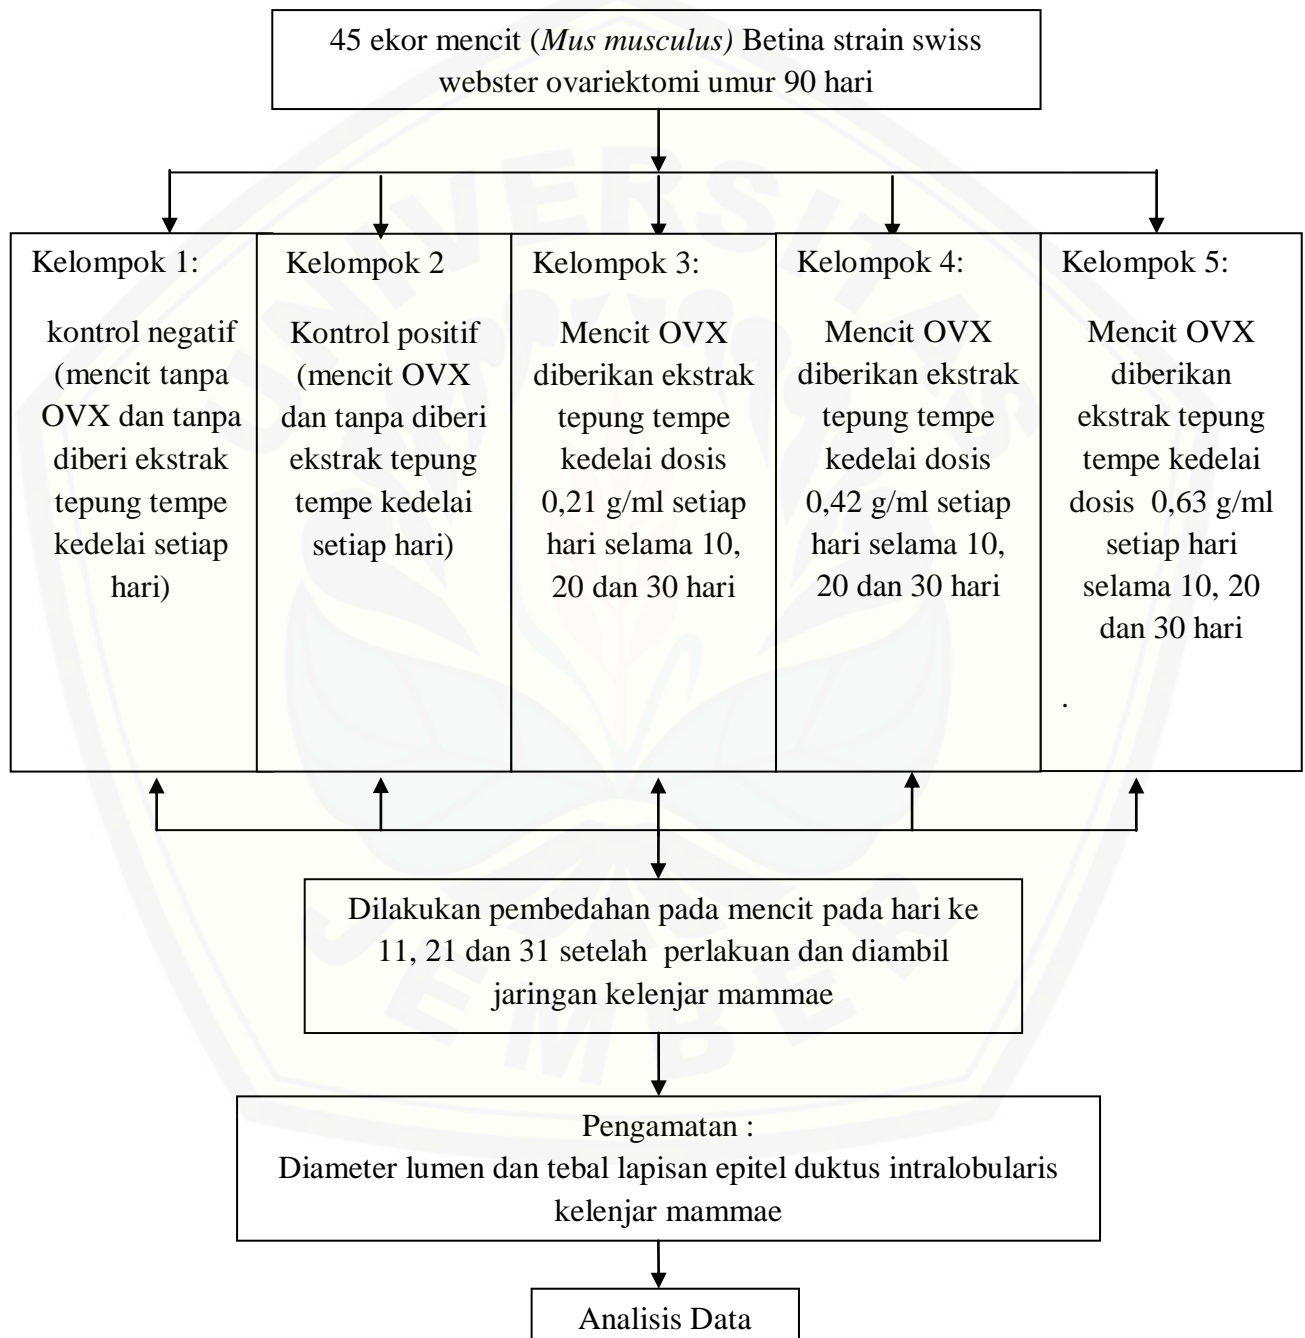 45 ekor mencit (Mus musculus) Betina strain swiss
webster ovariektomi umur 90 hari
Kelompok 1:
kontrol negatif
(mencit tanpa
OVX dan tanpa
diberi ekstrak
tepung tempe
kedelai setiap
hari)
Kelompok 2
Kontrol positif
(mencit OVX
dan tanpa diberi
ekstrak tepung
tempe kedelai
setiap hari)
Kelompok 3:
Mencit OVX
diberikan ekstrak
tepung tempe
kedelai dosis
0,21 g/ml setiap
hari selama 10,
20 dan 30 hari
Kelompok 4:
Mencit OVX
diberikan ekstrak
tepung tempe
kedelai dosis
0,42 g/ml setiap
hari selama 10,
20 dan 30 hari
Kelompok 5:
Mencit OVX
diberikan
ekstrak tepung
tempe kedelai
dosis 0,63 g/ml
setiap hari
selama 10, 20
dan 30 hari
.
Dilakukan pembedahan pada mencit pada hari ke
11, 21 dan 31 setelah perlakuan dan diambil
jaringan kelenjar mammae
Pengamatan :
Diameter lumen dan tebal lapisan epitel duktus intralobularis
kelenjar mammae
Analisis Data
UNIVERSITAS
JEMBER